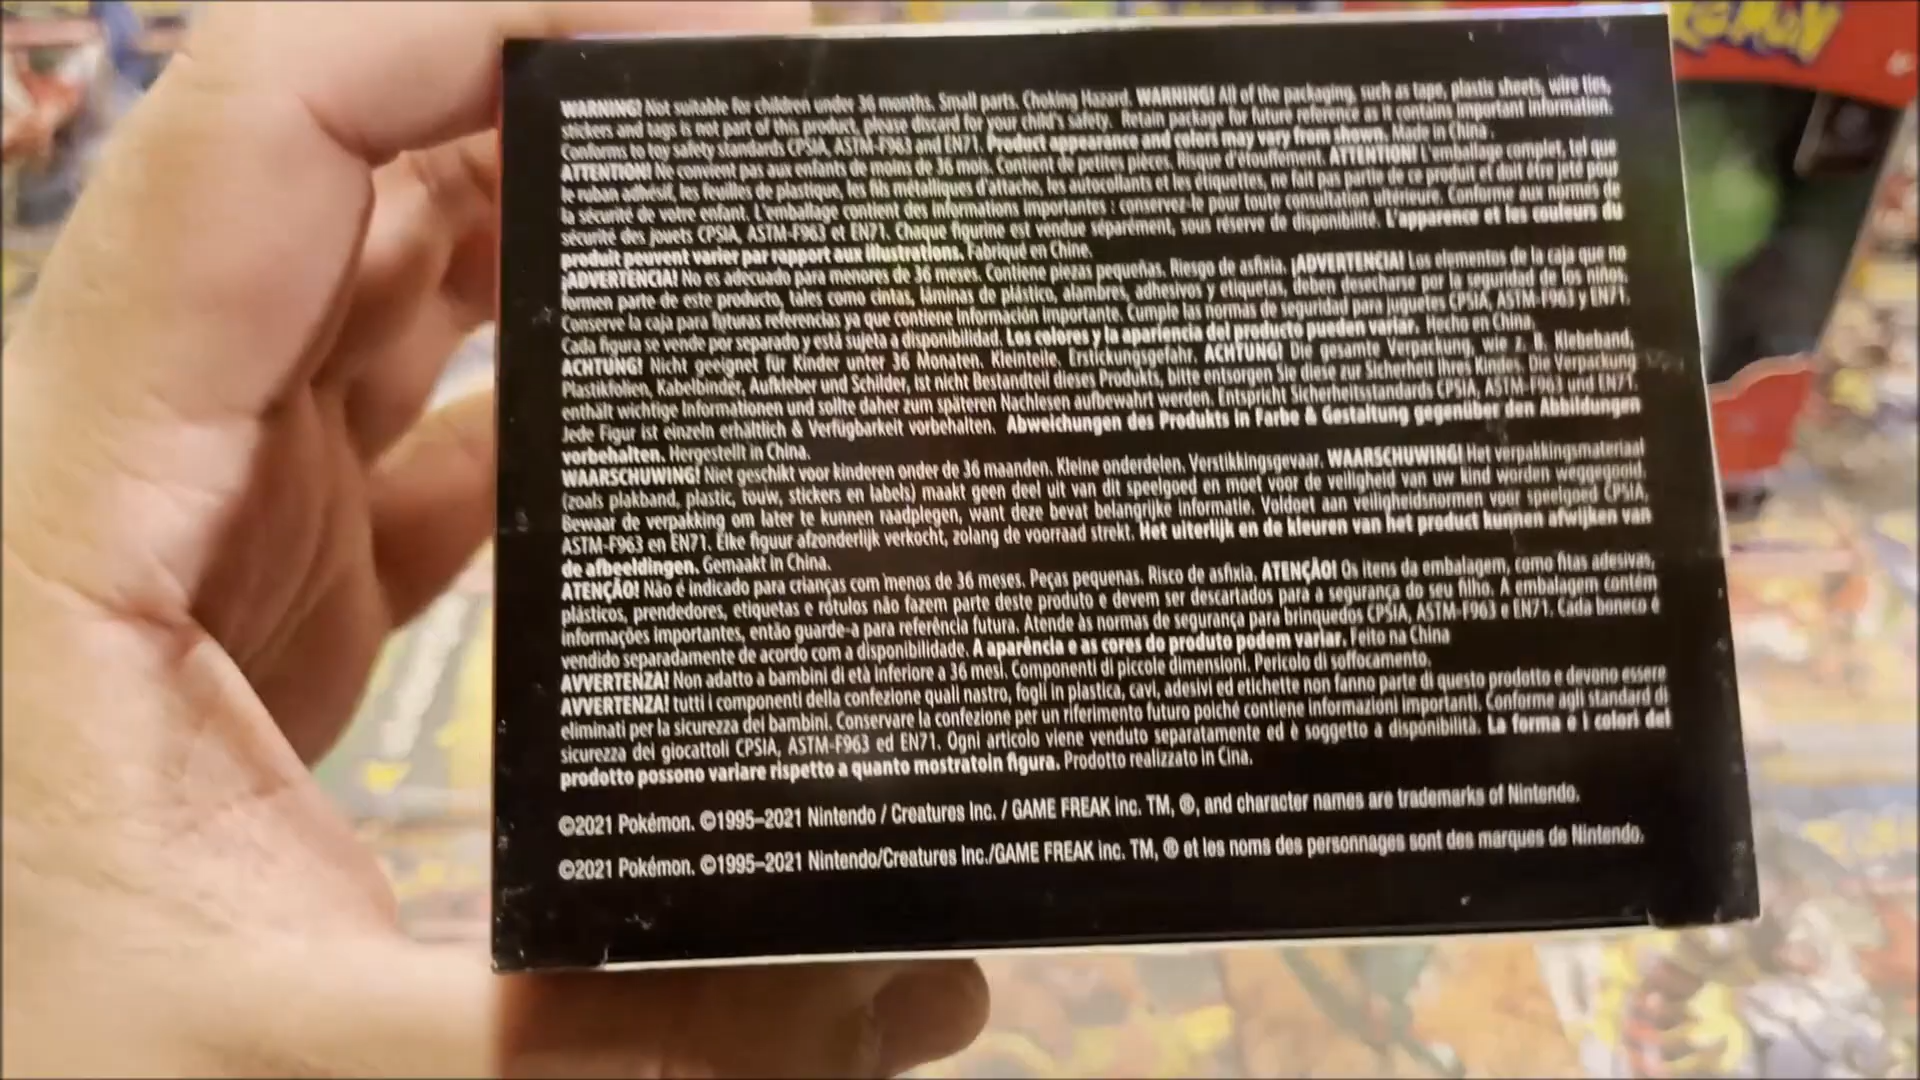 WARNING! Not suitable for children under 36 months. Small parts. Choking Hazard. WARNING! All of the packaging, such as tape, plastic sheets, wire ties,
stickers and tags is not part of this product, please discard for your child's safety. Retain package for future reference as it contains important information.
Conforms to toy safety standards CPSIA, ASTM-F963 and EN71. Product appearance and colors may vary from shown. Made in China.
ATTENTION! Ne convient pas aux enfants de moins de 36 mois. Contient de petites pièces. Risque d'étouffement. ATTENTION! L'emballage complet, tel que
le ruban adhésif, les feuilles de plastique, les fils métalliques d'attache, les autocollants et les étiquettes, ne fait pas partie de ce produit et doit être jeté pour
la sécurité de votre enfant. L'emballage contient des informations importantes : conservez-le pour toute consultation ultérieure. Conforme aux normes de
sécurité des jouets CPSIA, ASTM-F963 et EN71. Chaque figurine est vendue séparément, sous réserve de disponibilité. L'apparence et les couleurs du
produit peuvent varier par rapport aux illustrations. Fabriqué en Chine.
¡ADVERTENCIA! No es adecuado para menores de 36 meses. Contiene piezas pequeñas. Riesgo de asfixia. ¡ADVERTENCIA! Los elementos de la caja que no
formen parte de este producto, tales como cintas, láminas de plástico, alambres, adhesivos y etiquetas, deben desecharse por la seguridad de los niños.
Conserve la caja para futuras referencias ya que contiene información importante. Cumple las normas de seguridad para juguetes CPSIA, ASTM-F963 y EN71.
Cada figura se vende por separado y está sujeta a disponibilidad. Los colores y la apariencia del producto pueden variar. Hecho en China.
ACHTUNG! Nicht geeignet für Kinder unter 36 Monaten. Kleinteile. Erstickungsgefahr. ACHTUNG! Die gesamte Verpackung, wie z. B. Klebeband,
Plastikfolien, Kabelbinder, Aufkleber und Schilder, ist nicht Bestandteil dieses Produkts, bitte entsorgen Sie diese zur Sicherheit Ihres Kindes. Die Verpackung
enthält wichtige Informationen und sollte daher zum späteren Nachlesen aufbewahrt werden. Entspricht Sicherheitsstandards CPSIA, ASTM-F963 und EN71.
Jede Figur ist einzeln erhältlich & Verfügbarkeit vorbehalten. Abweichungen des Produkts in Farbe & Gestaltung gegenüber den Abbildungen
vorbehalten. Hergestellt in China.
WAARSCHUWING! Niet geschikt voor kinderen onder de 36 maanden. Kleine onderdelen. Verstikkingsgevaar. WAARSCHUWING! Het verpakkingsmateriaal
(zoals plakband, plastic, touw, stickers en labels) maakt geen deel uit van dit speelgoed en moet voor de veiligheid van uw kind worden weggegooid.
Bewaar de verpakking om later te kunnen raadplegen, want deze bevat belangrijke informatie. Voldoet aan veiligheidsnormen voor speelgoed CPSIA,
ASTM-F963 en EN71. Elke figuur afzonderlijk verkocht, zolang de voorraad strekt. Het uiterlijk en de kleuren van het product kunnen afwijken van
de afbeeldingen. Gemaakt in China.
ATENÇÃO! Não é indicado para crianças com menos de 36 meses. Peças pequenas. Risco de asfixia. ATENÇÃO! Os itens da embalagem, como fitas adesivas,
plásticos, prendedores, etiquetas e rótulos não fazem parte deste produto e devem ser descartados para a segurança do seu filho. A embalagem contém
informações importantes, então guarde-a para referência futura. Atende às normas de segurança para brinquedos CPSIA, ASTM-F963 e EN71. Cada boneco é
vendido separadamente de acordo com a disponibilidade. A aparência e as cores do produto podem variar. Feito na China
AVVERTENZA! Non adatto a bambini di età inferiore a 36 mesi. Componenti di piccole dimensioni. Pericolo di soffocamento.
AVVERTENZA! tutti i componenti della confezione quali nastro, fogli in plastica, cavi, adesivi ed etichette non fanno parte di questo prodotto e devono essere
eliminati per la sicurezza dei bambini. Conservare la confezione per un riferimento futuro poiché contiene informazioni importanti. Conforme agli standard di
sicurezza dei giocattoli CPSIA, ASTM-F963 ed EN71. Ogni articolo viene venduto separatamente ed è soggetto a disponibilità. La forma e i colori del
prodotto possono variare rispetto a quanto mostratoin figura. Prodotto realizzato in Cina.
©2021 Pokémon. ©1995–2021 Nintendo / Creatures Inc. / GAME FREAK inc. TM, ®, and character names are trademarks of Nintendo.
©2021 Pokémon. ©1995–2021 Nintendo/Creatures Inc./GAME FREAK inc. TM, ® et les noms des personnages sont des marques de Nintendo.